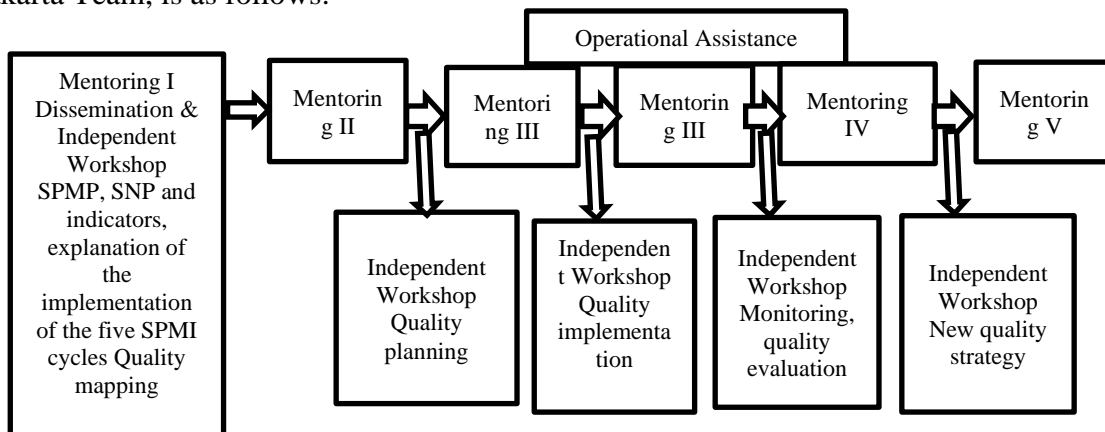 akarta Team, is as follows:
Operational Assistance
Mentoring I
Dissemination &
Independent
Workshop
SPMP, SNP and
indicators,
explanation of
the
implementation
of the five SPMI
cycles Quality
mapping
Mentorin
g II
Mentori
ng III
Mentorin
g III
Mentoring
IV
Mentorin
g V
Independent
Workshop
Quality
planning
Independen
t Workshop
Quality
implementa
tion
Independent
Workshop
Monitoring,
quality
evaluation
Independent
Workshop
New quality
strategy